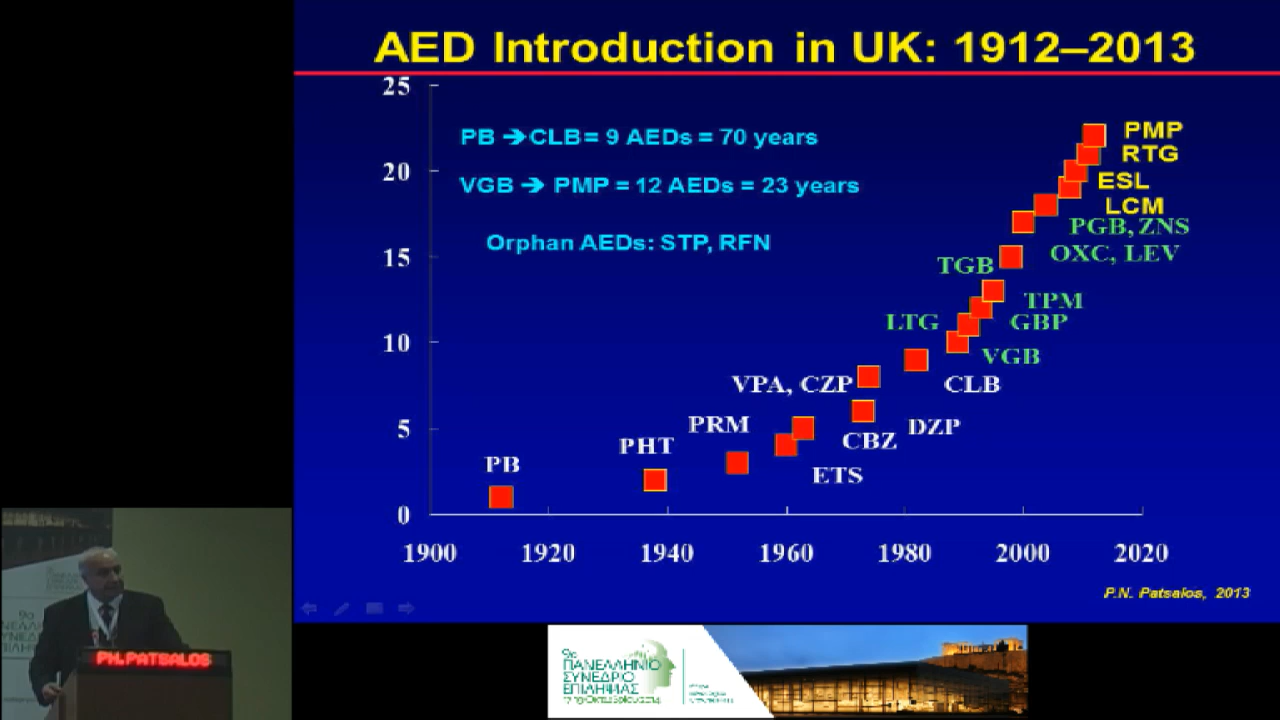 AED Introduction in UK: 1912–2013
25
20
15
10
5
0
PB ➔ CLB = 9 AEDs = 70 years
VGB ➔ PMP = 12 AEDs = 23 years
Orphan AEDs: STP, RFN
PMP
RTG
ESL
LCM
PGB, ZNS
OXC, LEV
TGB
TPM
LTG
GBP
VGB
VPA, CZP
CLB
PRM
DZP
CBZ
PHT
ETS
PB
1900 1920 1940 1960 1980 2000 2020
P.N. Patsalos, 2013
PH.PATSALOS
9ο
ΠΑΝΕΛΛΗΝΙΟ
ΣΥΝΕΔΡΙΟ
ΕΠΙΛΗΨΙΑΣ